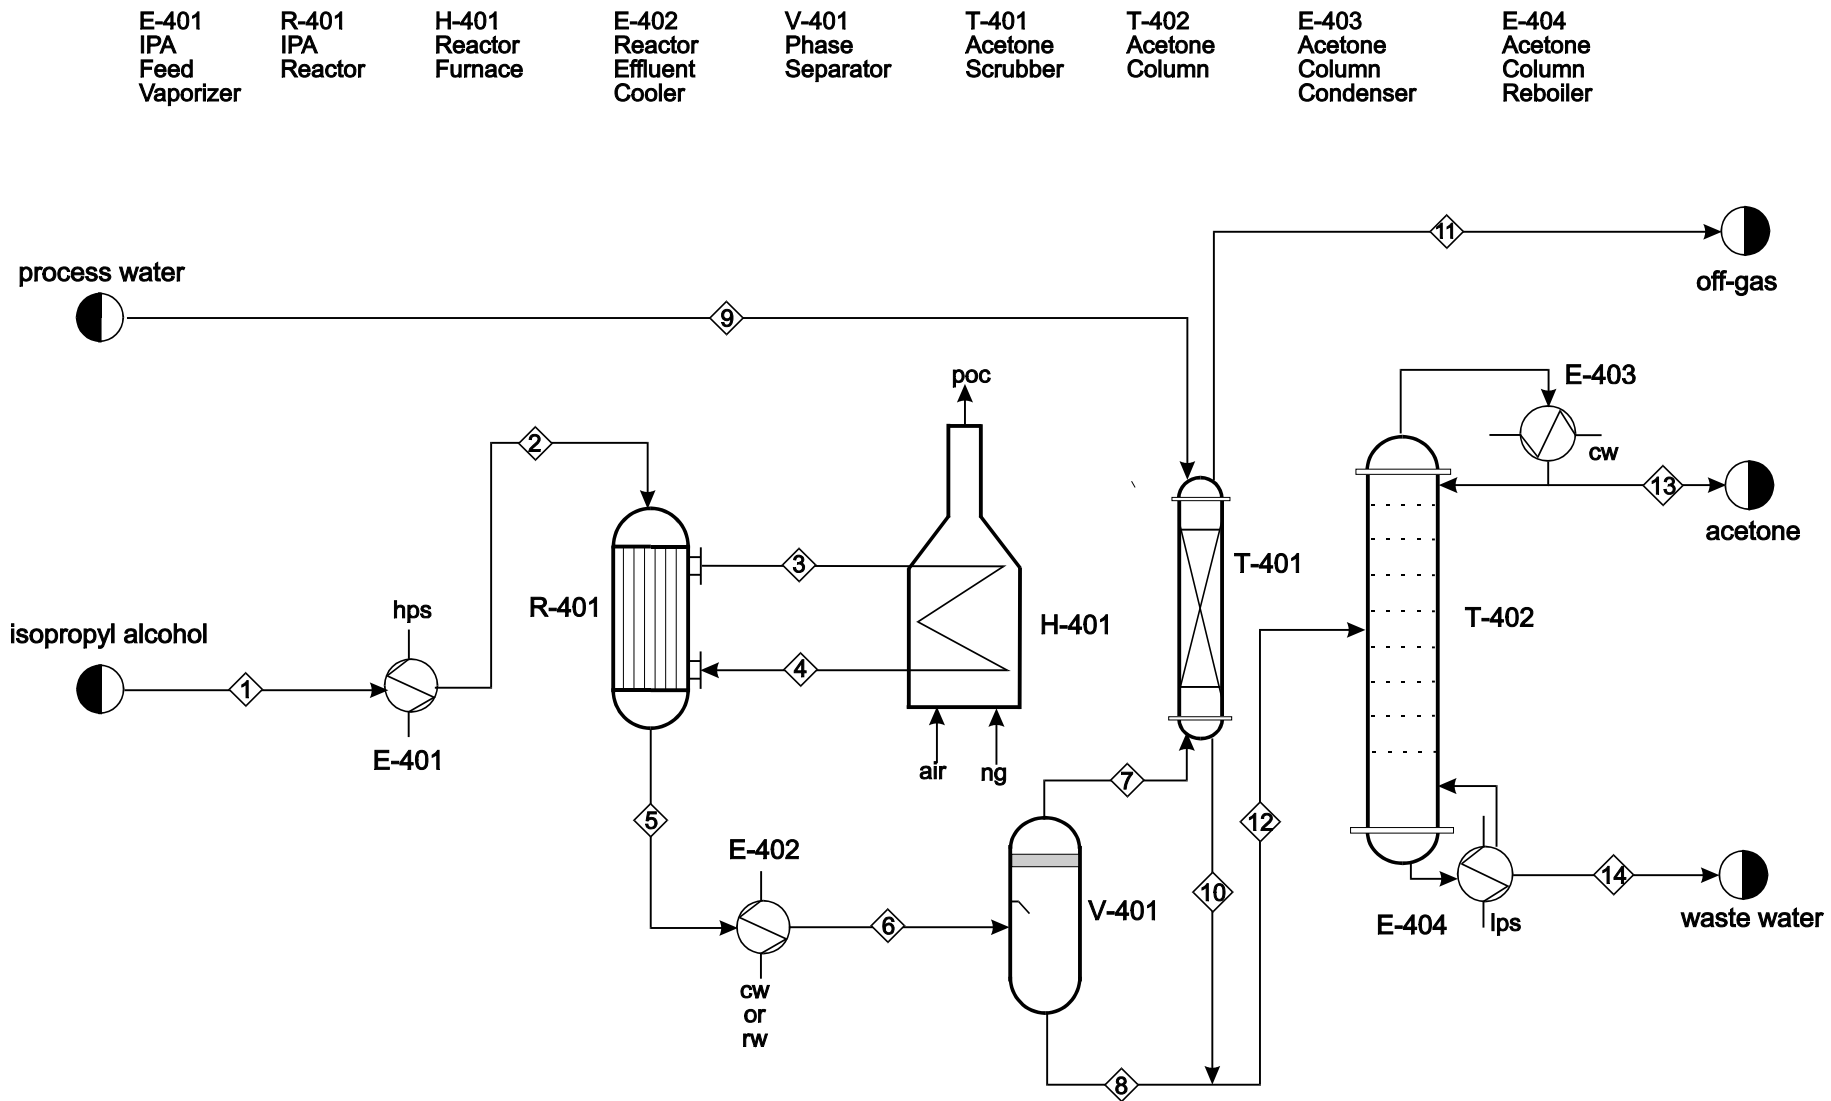 E-401
IPA
Feed
Vaporizer
R-401
IPA
Reactor
H-401
Reactor
Furnace
E-402
Reactor
Effluent
Cooler
V-401
Phase
Separator
T-401
Acetone
Scrubber
T-402
Acetone
Column
E-403
Acetone
Column
Condenser
E-404
Acetone
Column
Reboiler
11
off-gas
process water
9
poc
E-403
cw
2
13
acetone
3
T-401
hps
R-401
T-402
isopropyl alcohol
H-401
4
1
E-401
air
ng
7
5
12
E-402
14
10
V-401
6
E-404
lps
waste water
cw
or
rw
8